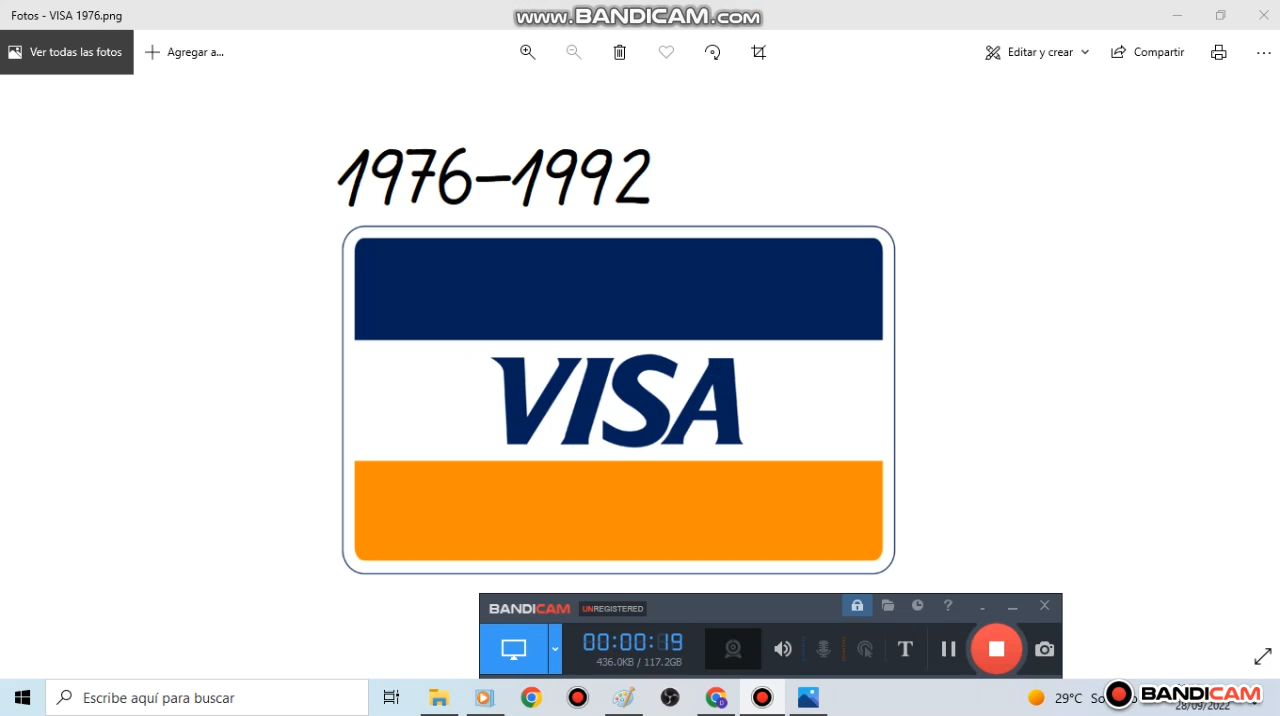 Fotos - VISA 1976.png
www.BANDICAM.com
Ver todas las fotos
Agregar a...
Editar y crear
Compartir
1976-1992
VISA
BANDICAM UNREGISTERED
00:00:19
436.0KB / 117.2GB
T
Escribe aquí para buscar
29°C
BANDICAM
28/09/2022